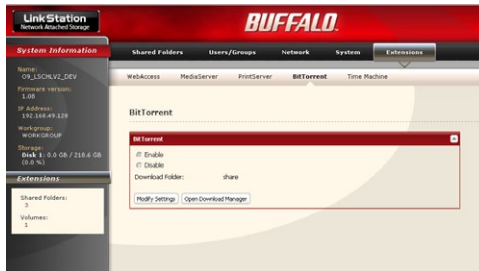 LinkStation
Network Attached Storage
BUFFALO
System Information
Shared Folders Users/Groups Network System Extensions
WebAccess MediaServer PrintServer BitTorrent Time Machine
Name:
09_LSCHLV2_DEV
Firmware version:
1.08
IP Address:
192.168.49.128
Workgroup:
WORKGROUP
Storage:
Disk 1: 0.0 GB / 218.6 GB
(0.0 %)
Extensions
Shared Folders:
3
Volumes:
1
BitTorrent
BitTorrent
Enable
Disable
Download Folder: share
Modify Settings Open Download Manager